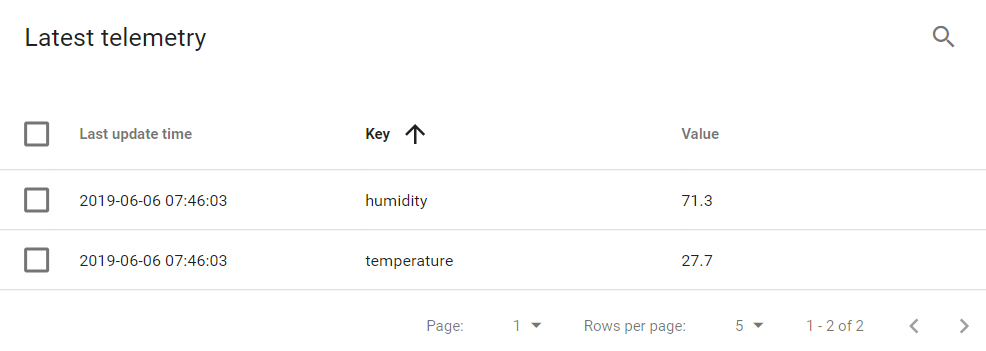 Latest telemetry
Last update time Key Value
2019-06-06 07:46:03 humidity 71.3
2019-06-06 07:46:03 temperature 27.7
Page: 1 Rows per page: 5 1 - 2 of 2